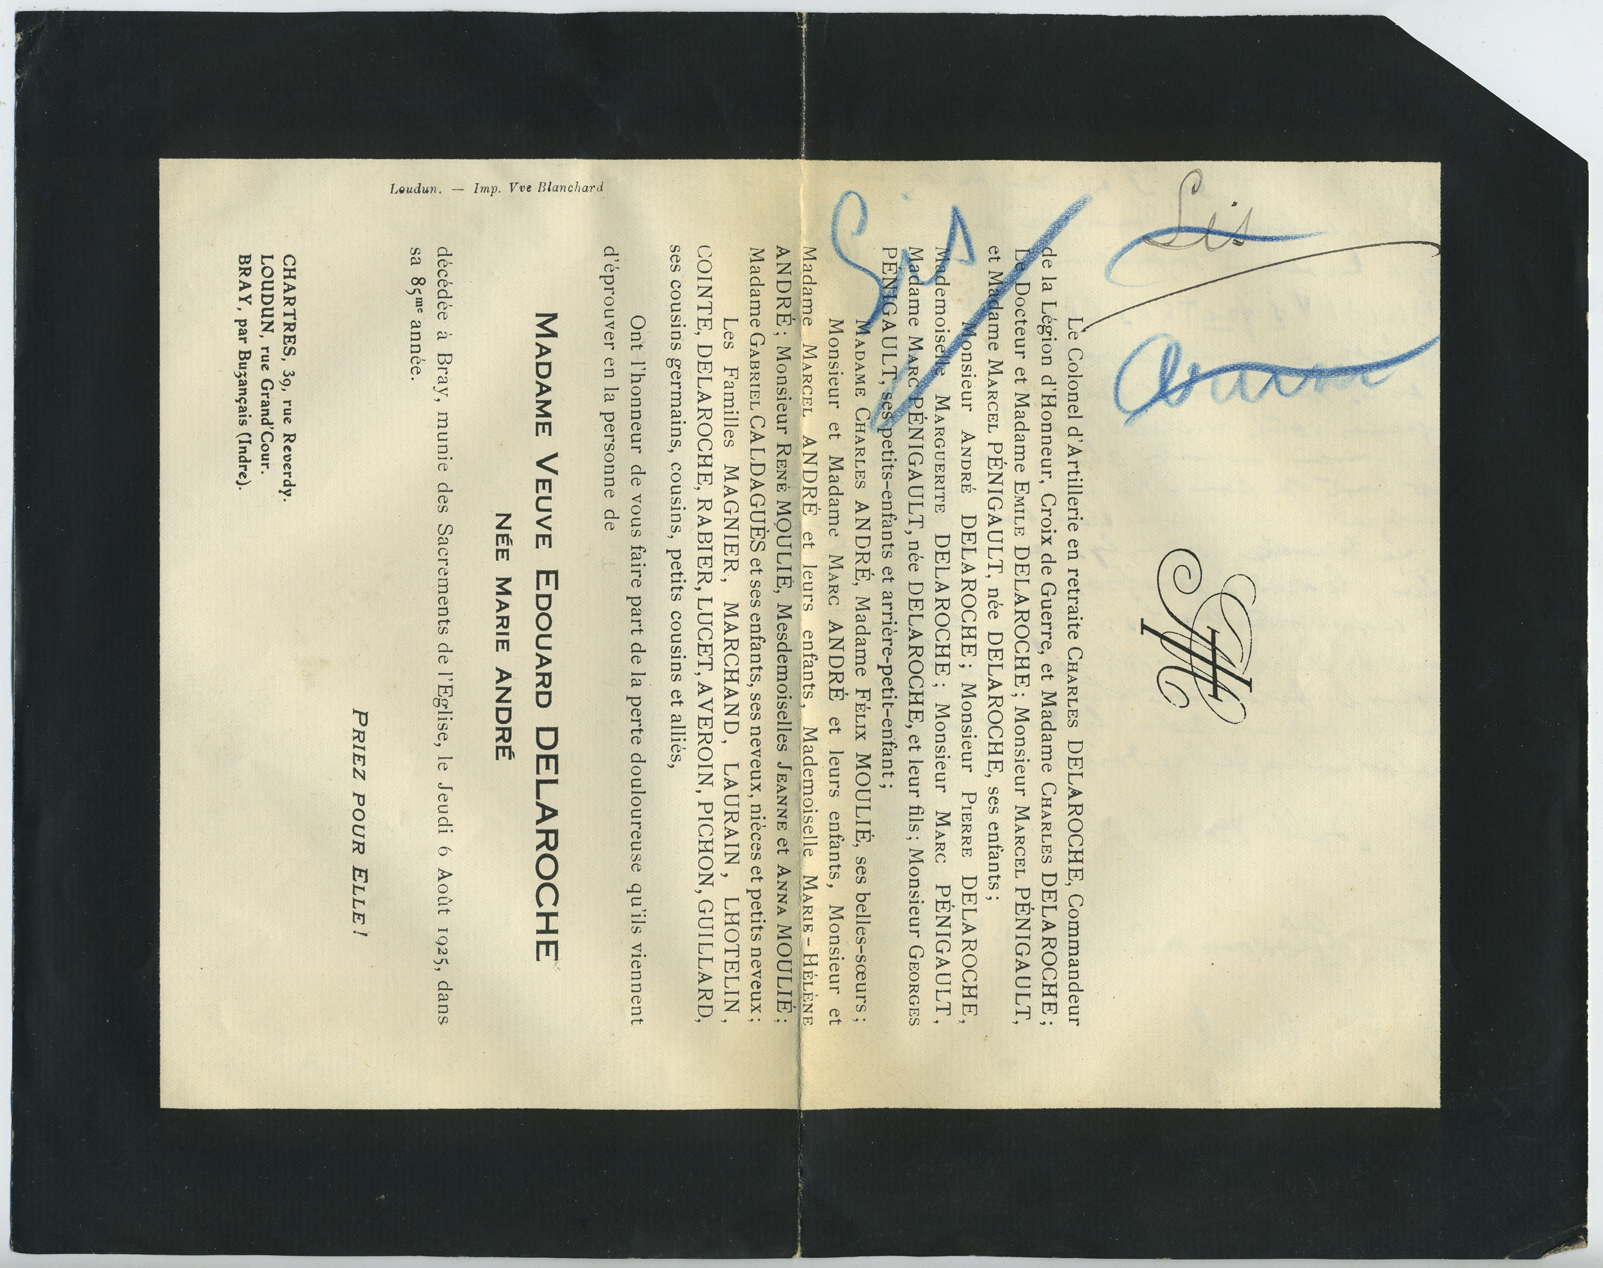 Lis
Le Colonel d'Artillerie en retraite CHARLES DELAROCHE, Commandeur
de la Légion d'Honneur, Croix de Guerre, et Madame CHARLES DELAROCHE ;
Le Docteur et Madame EMILE DELAROCHE ; Monsieur MARCEL PÉNIGAULT,
et Madame MARCEL PÉNIGAULT, née DELAROCHE, ses enfants ;
Monsieur ANDRÉ DELAROCHE ; Monsieur PIERRE DELAROCHE,
Mademoiselle MARGUERITE DELAROCHE ; Monsieur MARC PÉNIGAULT,
Madame MARC PÉNIGAULT, née DELAROCHE, et leur fils ; Monsieur GEORGES
PÉNIGAULT, ses petits-enfants et arrière-petit-enfant ;
MADAME CHARLES ANDRÉ, Madame FÉLIX MOULIÉ, ses belles-sœurs ;
Monsieur et Madame MARC ANDRÉ et leurs enfants, Monsieur et
Madame MARCEL ANDRÉ et leurs enfants, Mademoiselle MARIE-HÉLÈNE
ANDRÉ ; Monsieur RENÉ MOULIÉ, Mesdemoiselles JEANNE et ANNA MOULIÉ ;
Madame GABRIEL CALDAGUÈS et ses enfants, ses neveux, nièces et petits neveux ;
Les Familles MAGNIER, MARCHAND, LAURAIN, LHOTELIN,
COINTE, DELAROCHE, RABIER, LUCET, AVEROIN, PICHON, GUILLARD,
ses cousins germains, cousins, petits cousins et alliés,
Ont l'honneur de vous faire part de la perte douloureuse qu'ils viennent
d'éprouver en la personne de
MADAME VEUVE EDOUARD DELAROCHE
NÉE MARIE ANDRÉ
décédée à Bray, munie des Sacrements de l'Eglise, le Jeudi 6 Août 1925, dans
sa 85me année.
PRIEZ POUR ELLE !
CHARTRES, 39, rue Reverdy.
LOUDUN, rue Grand'Cour.
BRAY, par Buzançais (Indre).
Loudun. — Imp. Vve Blanchard